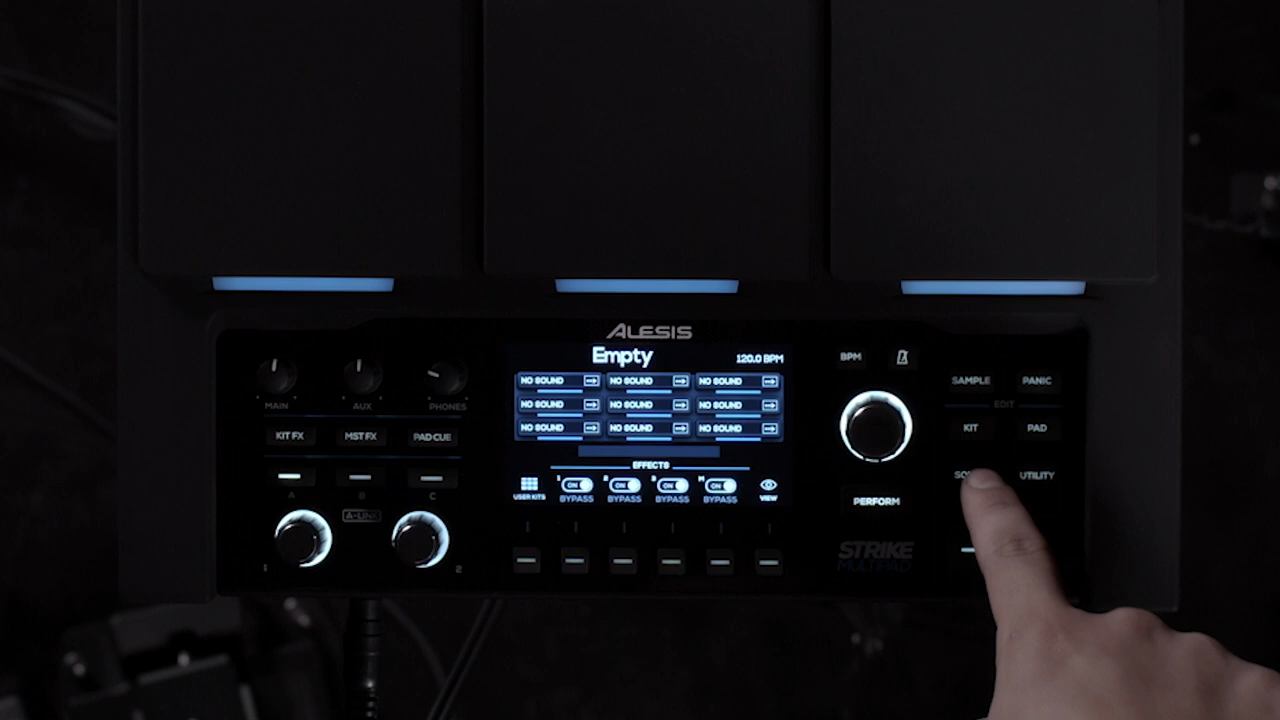 ALESIS
Empty
120.0 BPM
NO SOUND NO SOUND NO SOUND
NO SOUND NO SOUND NO SOUND
NO SOUND NO SOUND NO SOUND
EFFECTS
USER KITS
1 ON BYPASS
2 ON BYPASS
3 ON BYPASS
M ON BYPASS
VIEW
MAIN AUX PHONES
KIT FX MST FX PAD CUE
A B C
A-LINK
1 2
BPM
PERFORM
STRIKE
MULTIPAD
SAMPLE PANIC
EDIT
KIT PAD
UTILITY